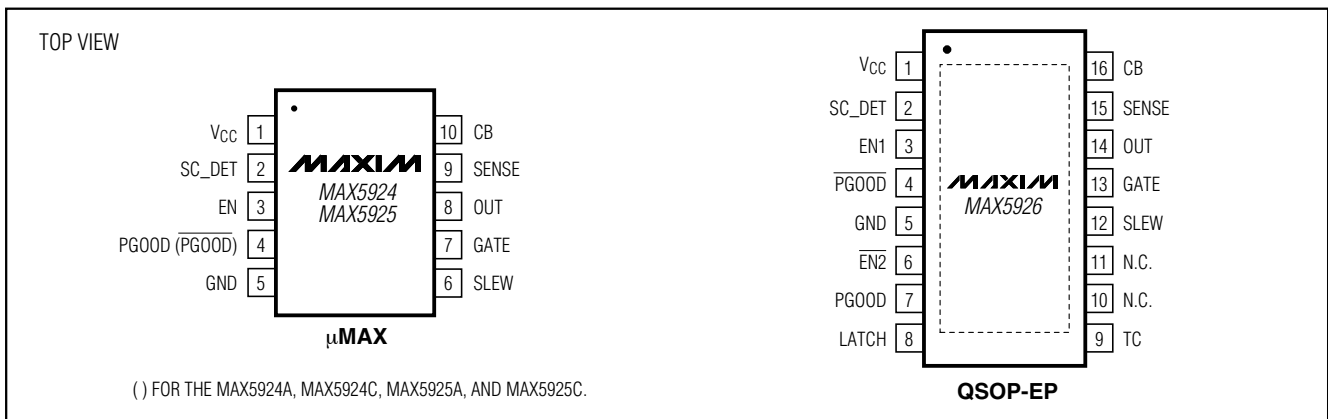 TOP VIEW
VCC 1
SC_DET 2
EN 3
PGOOD (PGOOD) 4
GND 5
10 CB
9 SENSE
8 OUT
7 GATE
6 SLEW
MAXIM
MAX5924
MAX5925
µMAX
( ) FOR THE MAX5924A, MAX5924C, MAX5925A, AND MAX5925C.
VCC 1
SC_DET 2
EN1 3
PGOOD 4
GND 5
EN2 6
PGOOD 7
LATCH 8
16 CB
15 SENSE
14 OUT
13 GATE
12 SLEW
11 N.C.
10 N.C.
9 TC
MAXIM
MAX5926
QSOP-EP